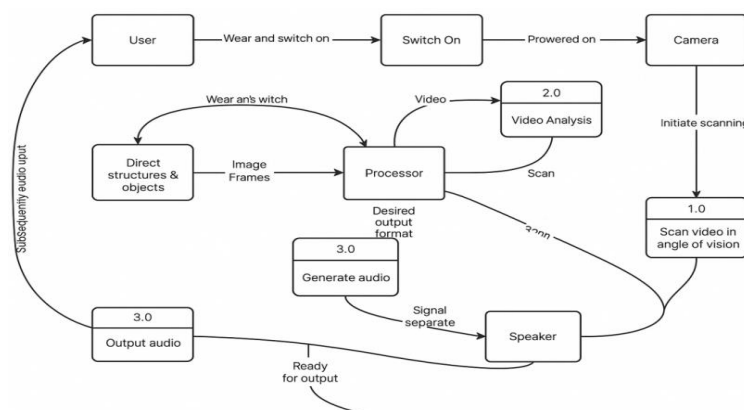 User
Wear and switch on
Switch On
Prowered on
Camera
Wear an's witch
Video
2.0
Video Analysis
Initiate scanning
Direct
structures &
objects
Image
Frames
Processor
Scan
Subsequently audio uput
Desired
output
format
1.0
Scan video in
angle of vision
3.0
Generate audio
Signal
separate
Speaker
3.0
Output audio
Ready
for output